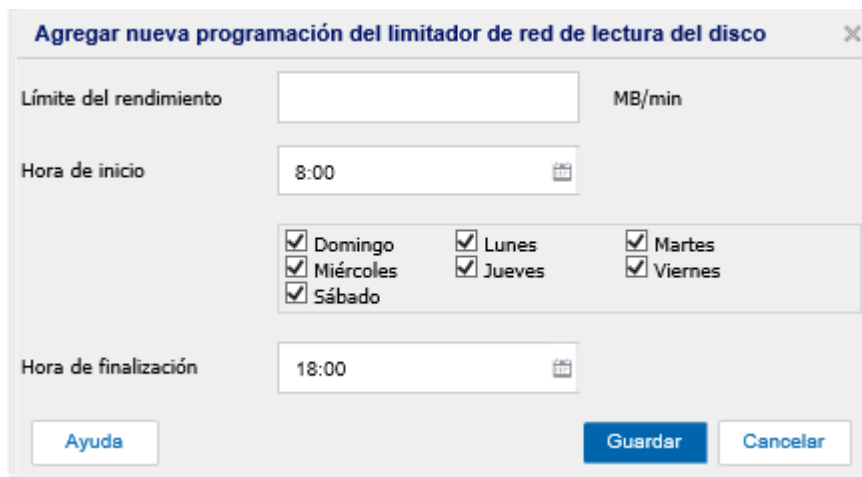 Agregar nueva programación del limitador de red de lectura del disco
Límite del rendimiento MB/min
Hora de inicio 8:00
Domingo Lunes Martes
Miércoles Jueves Viernes
Sábado
Hora de finalización 18:00
Ayuda Guardar Cancelar